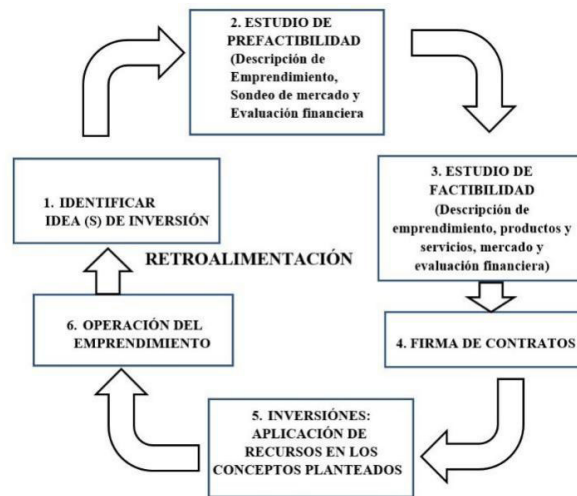 2. ESTUDIO DE
PREFACTIBILIDAD
(Descripción de
Emprendimiento,
Sondeo de mercado y
Evaluación financiera
3. ESTUDIO DE
FACTIBILIDAD
(Descripción de
emprendimiento, productos y
servicios, mercado y
evaluación financiera)
1. IDENTIFICAR
IDEA (S) DE INVERSIÓN
RETROALIMENTACIÓN
6. OPERACIÓN DEL
EMPRENDIMIENTO
4. FIRMA DE CONTRATOS
5. INVERSIÓNES:
APLICACIÓN DE
RECURSOS EN LOS
CONCEPTOS PLANTEADOS